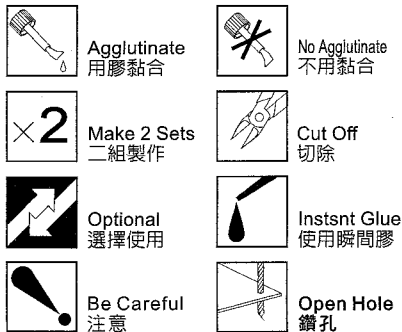 Agglutinate
用膠黏合
No Agglutinate
不用黏合
×2
Make 2 Sets
二組製作
Cut Off
切除
Optional
選擇使用
Instsnt Glue
使用瞬間膠
Be Careful
注意
Open Hole
鑽孔